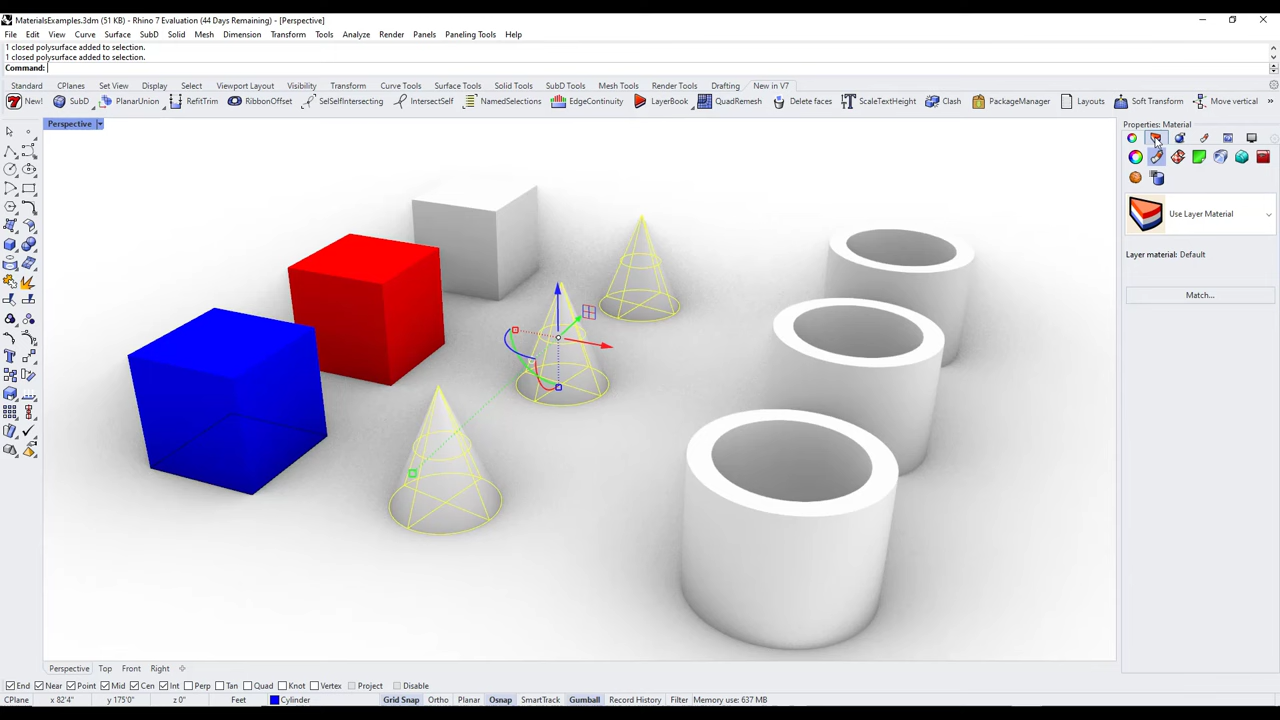 MaterialsExamples.3dm (51 KB) - Rhino 7 Evaluation (44 Days Remaining) - [Perspective]
File Edit View Curve Surface SubD Solid Mesh Dimension Transform Tools Analyze Render Panels Paneling Tools Help
1 closed polysurface added to selection.
1 closed polysurface added to selection.
Command:
Standard CPlanes Set View Display Select Viewport Layout Visibility Transform Curve Tools Surface Tools Solid Tools SubD Tools Mesh Tools Render Tools Drafting New in V7
New! SubD PlanarUnion RefitTrim RibbonOffset SelSelfIntersecting IntersectSelf NamedSelections EdgeContinuity LayerBook QuadRemesh Delete faces ScaleTextHeight Clash PackageManager Layouts Soft Transform Move vertical »
Perspective
Properties: Material
Use Layer Material
Layer material: Default
Match...
Perspective Top Front Right
End Near Point Mid Cen Int Perp Tan Quad Knot Vertex Project Disable
CPlane x 82'4" y 175'0" z 0" Feet Cylinder Grid Snap Ortho Planar Osnap SmartTrack Gumball Record History Filter Memory use: 637 MB